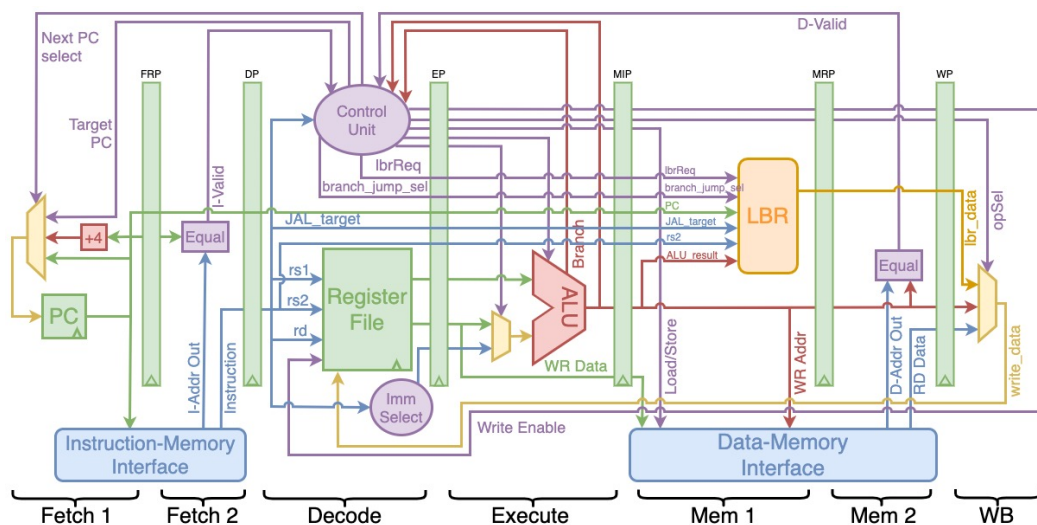 D-Valid
Next PC
select
FRP
DP
EP
MIP
MRP
WP
Control
Unit
Target
PC
I-Valid
lbrReq
lbrReq
branch_jump_sel
branch_jump_sel
PC
LBR
lbr_data
opSel
+4
Equal
JAL_target
JAL_target
rs2
Branch
ALU_result
Equal
rs1
Register
File
rs2
rd
ALU
PC
I-Addr Out
Instruction
WR Data
Load/Store
WR Addr
D-Addr Out
RD Data
write_data
Imm
Select
Write Enable
Instruction-Memory
Interface
Data-Memory
Interface
Fetch 1
Fetch 2
Decode
Execute
Mem 1
Mem 2
WB